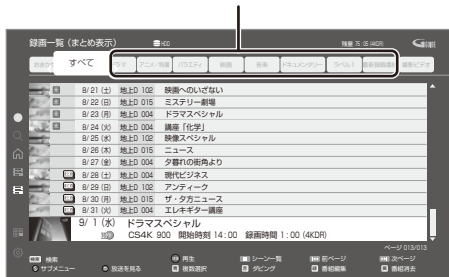 録画一覧 (まとめ表示) HDD 残量 75:05 (4KDR)
すべて ドラマ アニメ/特撮 バラエティ 映画 音楽 ドキュメンタリー ラベル1 撮影ビデオ
8/21 (土) 地上D 102 映画へのいざない
8/22 (日) 地上D 015 ミステリー劇場
8/23 (月) 地上D 004 ドラマスペシャル
8/24 (火) 地上D 004 講座「化学」
8/25 (水) 地上D 102 映像スペシャル
8/26 (木) 地上D 015 ニュース
8/27 (金) 地上D 004 夕暮れの街角より
8/28 (土) 地上D 004 現代ビジネス
8/29 (日) 地上D 102 アンティーク
8/30 (月) 地上D 015 ザ・夕方ニュース
8/31 (火) 地上D 004 エレキギター講座
9/ 1 (水) ドラマスペシャル
CS4K 900 開始時刻 14:00 録画時間 1:00 (4KDR)
ページ 013/013
検索 再生 シーン一覧 前ページ 次ページ
S サブメニュー 放送を見る 複数選択 ダビング 番組編集 番組消去